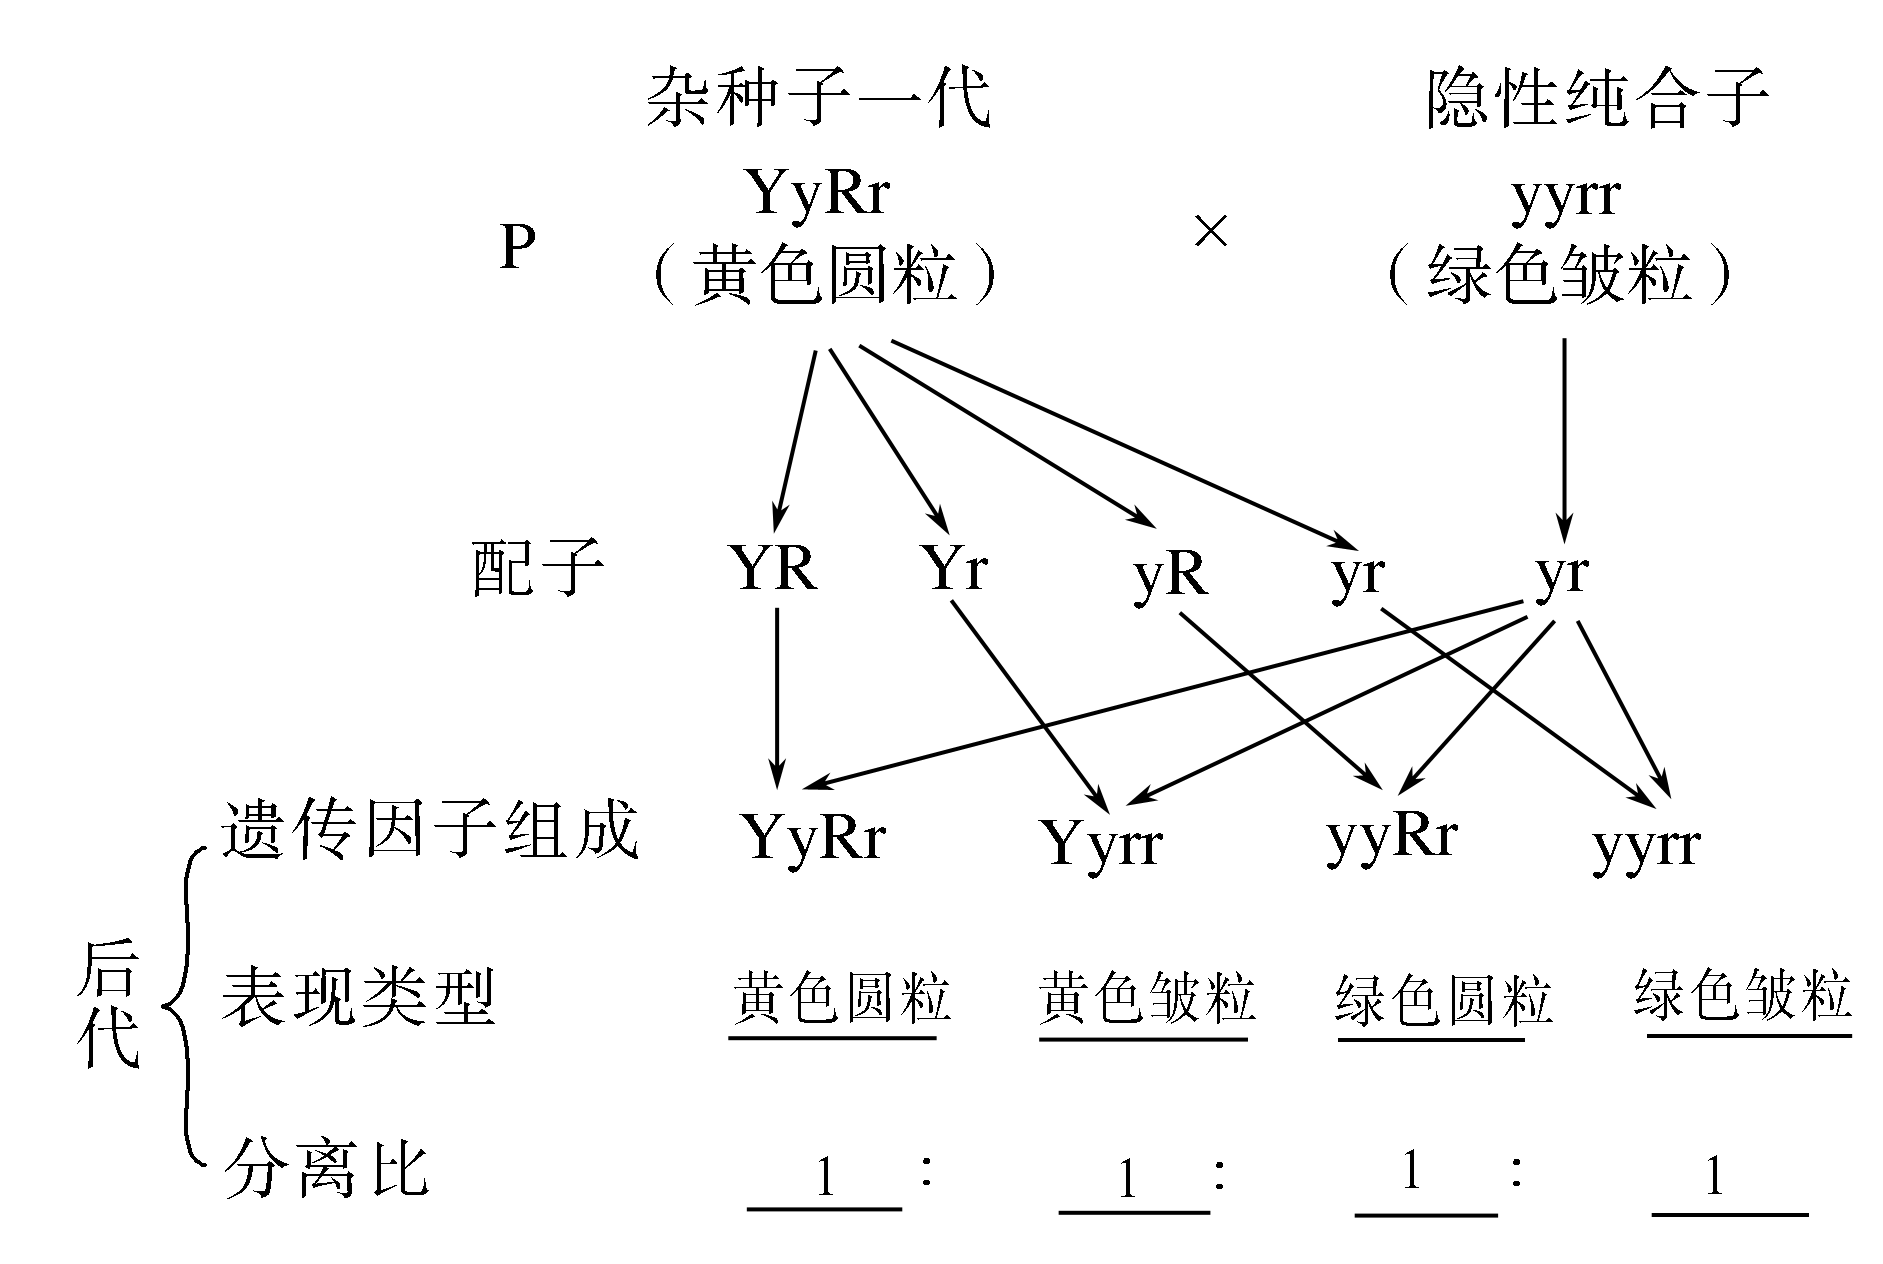 杂种子一代 隐性纯合子
P YyRr × yyrr
(黄色圆粒) (绿色皱粒)
配子 YR Yr yR yr yr
后代
遗传因子组成 YyRr Yyrr yyRr yyrr
表现类型 黄色圆粒 黄色皱粒 绿色圆粒 绿色皱粒
分离比 1 : 1 : 1 : 1